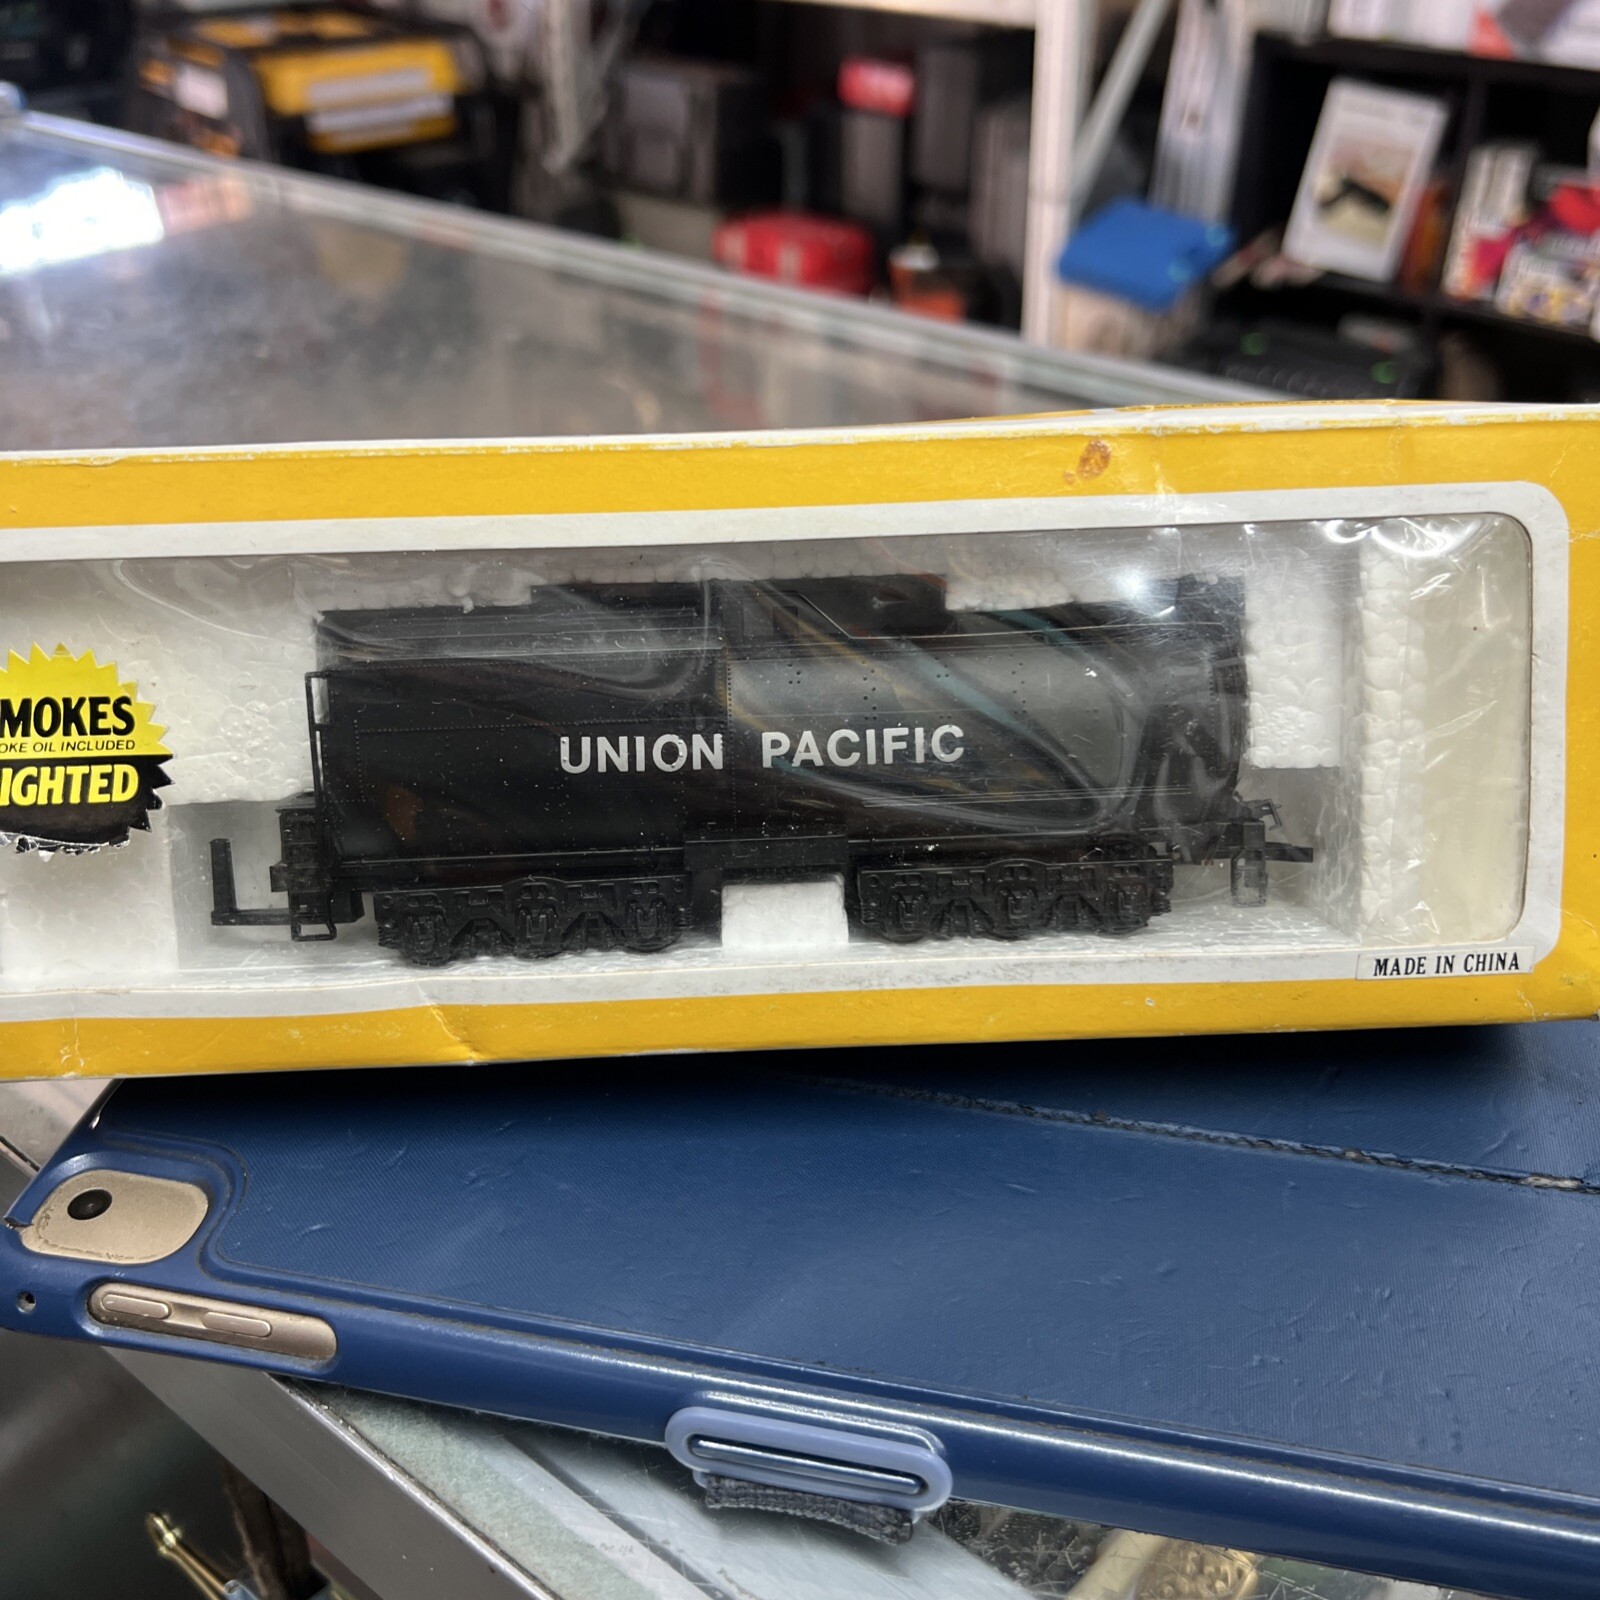 MOKES
OKE OIL INCLUDED
IGHTED
UNION PACIFIC
MADE IN CHINA